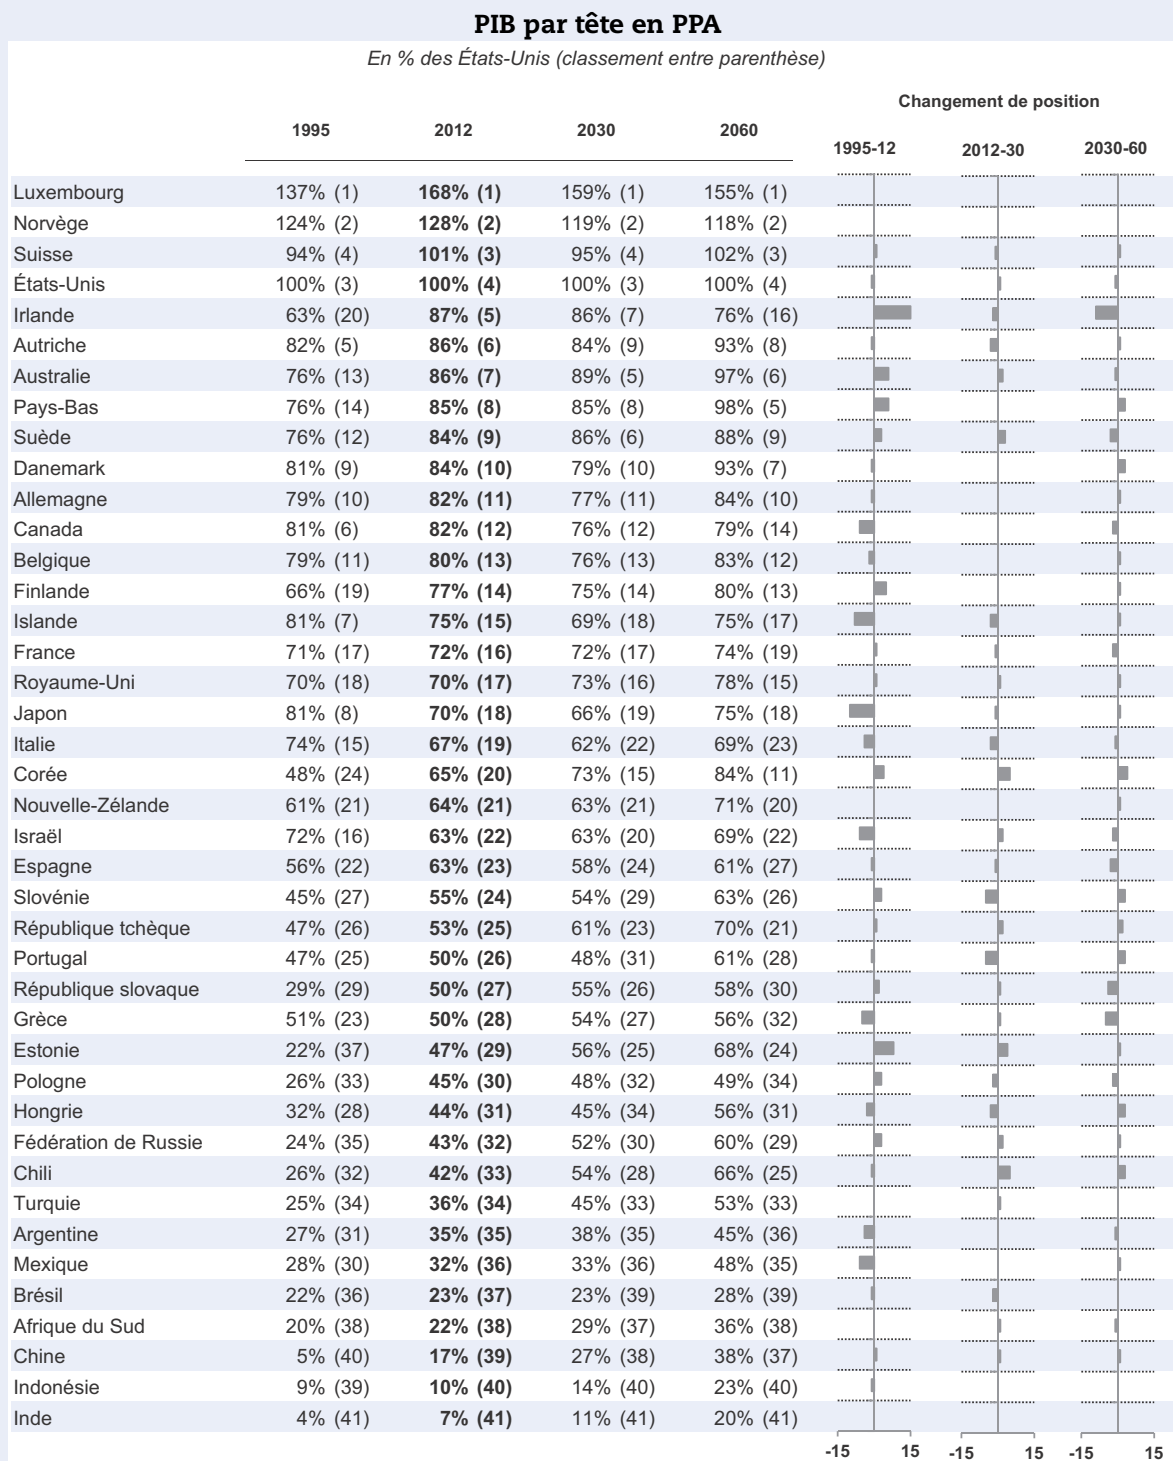 PIB par tête en PPA
En % des États-Unis (classement entre parenthèse)
Changement de position
1995 2012 2030 2060 1995-12 2012-30 2030-60
Luxembourg 137% (1) 168% (1) 159% (1) 155% (1)
Norvège 124% (2) 128% (2) 119% (2) 118% (2)
Suisse 94% (4) 101% (3) 95% (4) 102% (3)
États-Unis 100% (3) 100% (4) 100% (3) 100% (4)
Irlande 63% (20) 87% (5) 86% (7) 76% (16)
Autriche 82% (5) 86% (6) 84% (9) 93% (8)
Australie 76% (13) 86% (7) 89% (5) 97% (6)
Pays-Bas 76% (14) 85% (8) 85% (8) 98% (5)
Suède 76% (12) 84% (9) 86% (6) 88% (9)
Danemark 81% (9) 84% (10) 79% (10) 93% (7)
Allemagne 79% (10) 82% (11) 77% (11) 84% (10)
Canada 81% (6) 82% (12) 76% (12) 79% (14)
Belgique 79% (11) 80% (13) 76% (13) 83% (12)
Finlande 66% (19) 77% (14) 75% (14) 80% (13)
Islande 81% (7) 75% (15) 69% (18) 75% (17)
France 71% (17) 72% (16) 72% (17) 74% (19)
Royaume-Uni 70% (18) 70% (17) 73% (16) 78% (15)
Japon 81% (8) 70% (18) 66% (19) 75% (18)
Italie 74% (15) 67% (19) 62% (22) 69% (23)
Corée 48% (24) 65% (20) 73% (15) 84% (11)
Nouvelle-Zélande 61% (21) 64% (21) 63% (21) 71% (20)
Israël 72% (16) 63% (22) 63% (20) 69% (22)
Espagne 56% (22) 63% (23) 58% (24) 61% (27)
Slovénie 45% (27) 55% (24) 54% (29) 63% (26)
République tchèque 47% (26) 53% (25) 61% (23) 70% (21)
Portugal 47% (25) 50% (26) 48% (31) 61% (28)
République slovaque 29% (29) 50% (27) 55% (26) 58% (30)
Grèce 51% (23) 50% (28) 54% (27) 56% (32)
Estonie 22% (37) 47% (29) 56% (25) 68% (24)
Pologne 26% (33) 45% (30) 48% (32) 49% (34)
Hongrie 32% (28) 44% (31) 45% (34) 56% (31)
Fédération de Russie 24% (35) 43% (32) 52% (30) 60% (29)
Chili 26% (32) 42% (33) 54% (28) 66% (25)
Turquie 25% (34) 36% (34) 45% (33) 53% (33)
Argentine 27% (31) 35% (35) 38% (35) 45% (36)
Mexique 28% (30) 32% (36) 33% (36) 48% (35)
Brésil 22% (36) 23% (37) 23% (39) 28% (39)
Afrique du Sud 20% (38) 22% (38) 29% (37) 36% (38)
Chine 5% (40) 17% (39) 27% (38) 38% (37)
Indonésie 9% (39) 10% (40) 14% (40) 23% (40)
Inde 4% (41) 7% (41) 11% (41) 20% (41)
-15 15 -15 15 -15 15